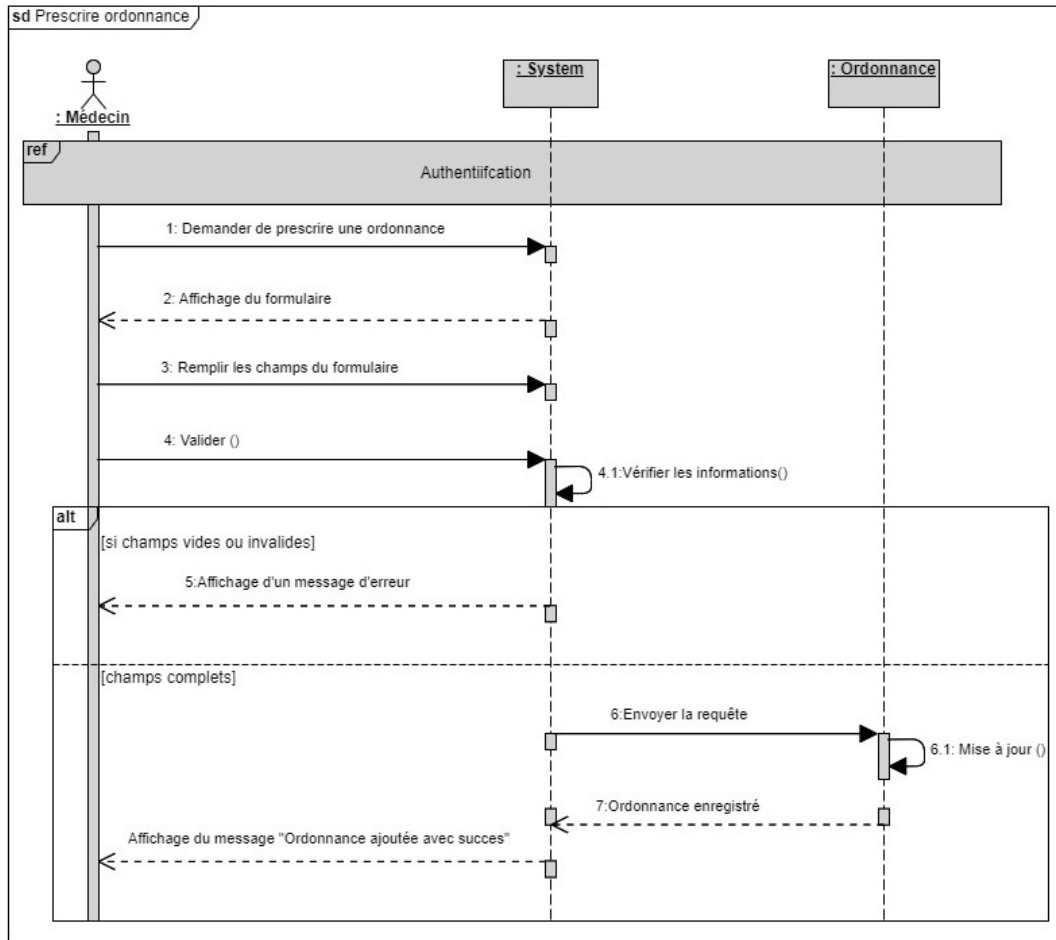 sd Prescrire ordonnance
: Médecin
: System
: Ordonnance
ref
Authentiifcation
1: Demander de prescrire une ordonnance
2: Affichage du formulaire
3: Remplir les champs du formulaire
4: Valider ()
4.1:Vérifier les informations()
alt
[si champs vides ou invalides]
5:Affichage d'un message d'erreur
[champs complets]
6:Envoyer la requête
6.1: Mise à jour ()
7:Ordonnance enregistré
Affichage du message "Ordonnance ajoutée avec succes"